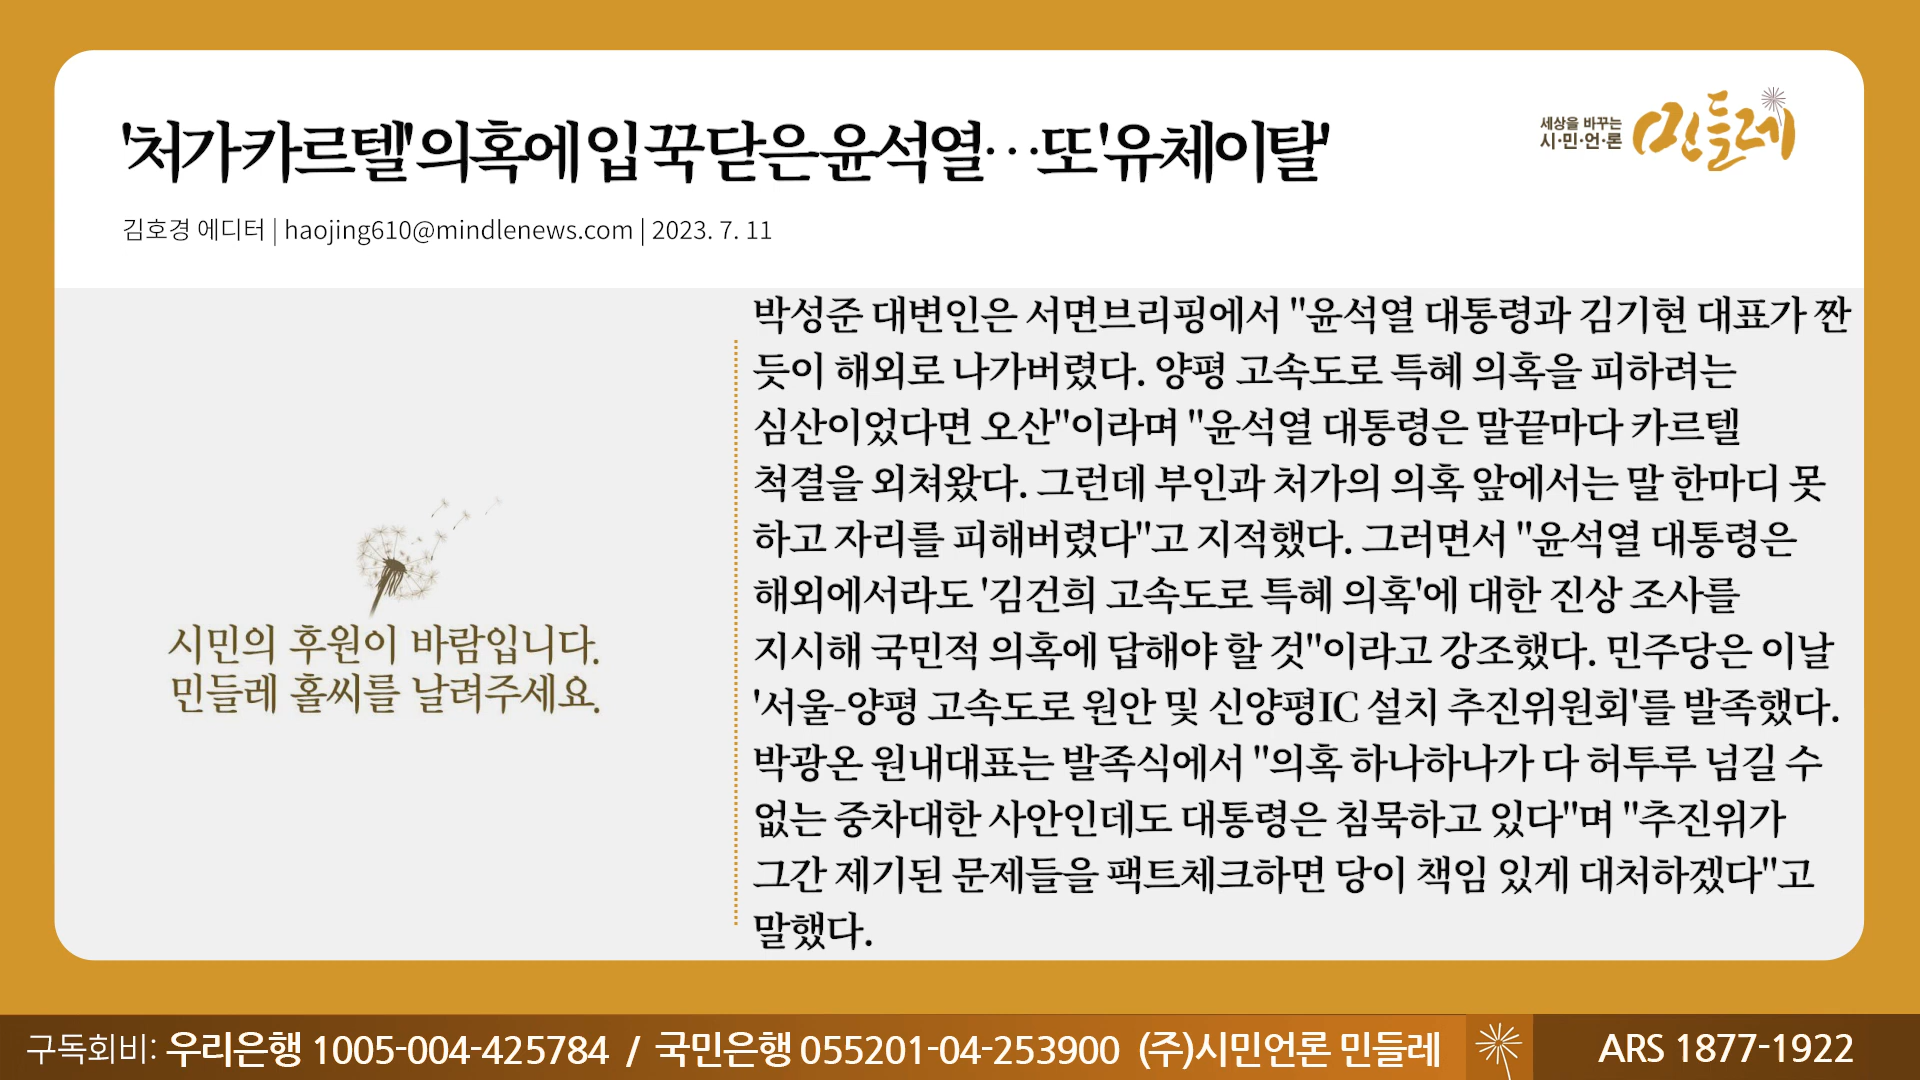 '처가 카르텔' 의혹에 입 꾹 닫은 윤석열…또 '유체이탈'
세상을 바꾸는
시·민·언·론
민들레
김호경 에디터 | haojing610@mindlenews.com | 2023. 7. 11
박성준 대변인은 서면브리핑에서 "윤석열 대통령과 김기현 대표가 짠
듯이 해외로 나가버렸다. 양평 고속도로 특혜 의혹을 피하려는
심산이었다면 오산"이라며 "윤석열 대통령은 말끝마다 카르텔
척결을 외쳐왔다. 그런데 부인과 처가의 의혹 앞에서는 말 한마디 못
하고 자리를 피해버렸다"고 지적했다. 그러면서 "윤석열 대통령은
해외에서라도 '김건희 고속도로 특혜 의혹'에 대한 진상 조사를
지시해 국민적 의혹에 답해야 할 것"이라고 강조했다. 민주당은 이날
'서울-양평 고속도로 원안 및 신양평IC 설치 추진위원회'를 발족했다.
박광온 원내대표는 발족식에서 "의혹 하나하나가 다 허투루 넘길 수
없는 중차대한 사안인데도 대통령은 침묵하고 있다"며 "추진위가
그간 제기된 문제들을 팩트체크하면 당이 책임 있게 대처하겠다"고
말했다.
시민의 후원이 바람입니다.
민들레 홀씨를 날려주세요.
구독회비: 우리은행 1005-004-425784 / 국민은행 055201-04-253900 (주)시민언론 민들레
ARS 1877-1922